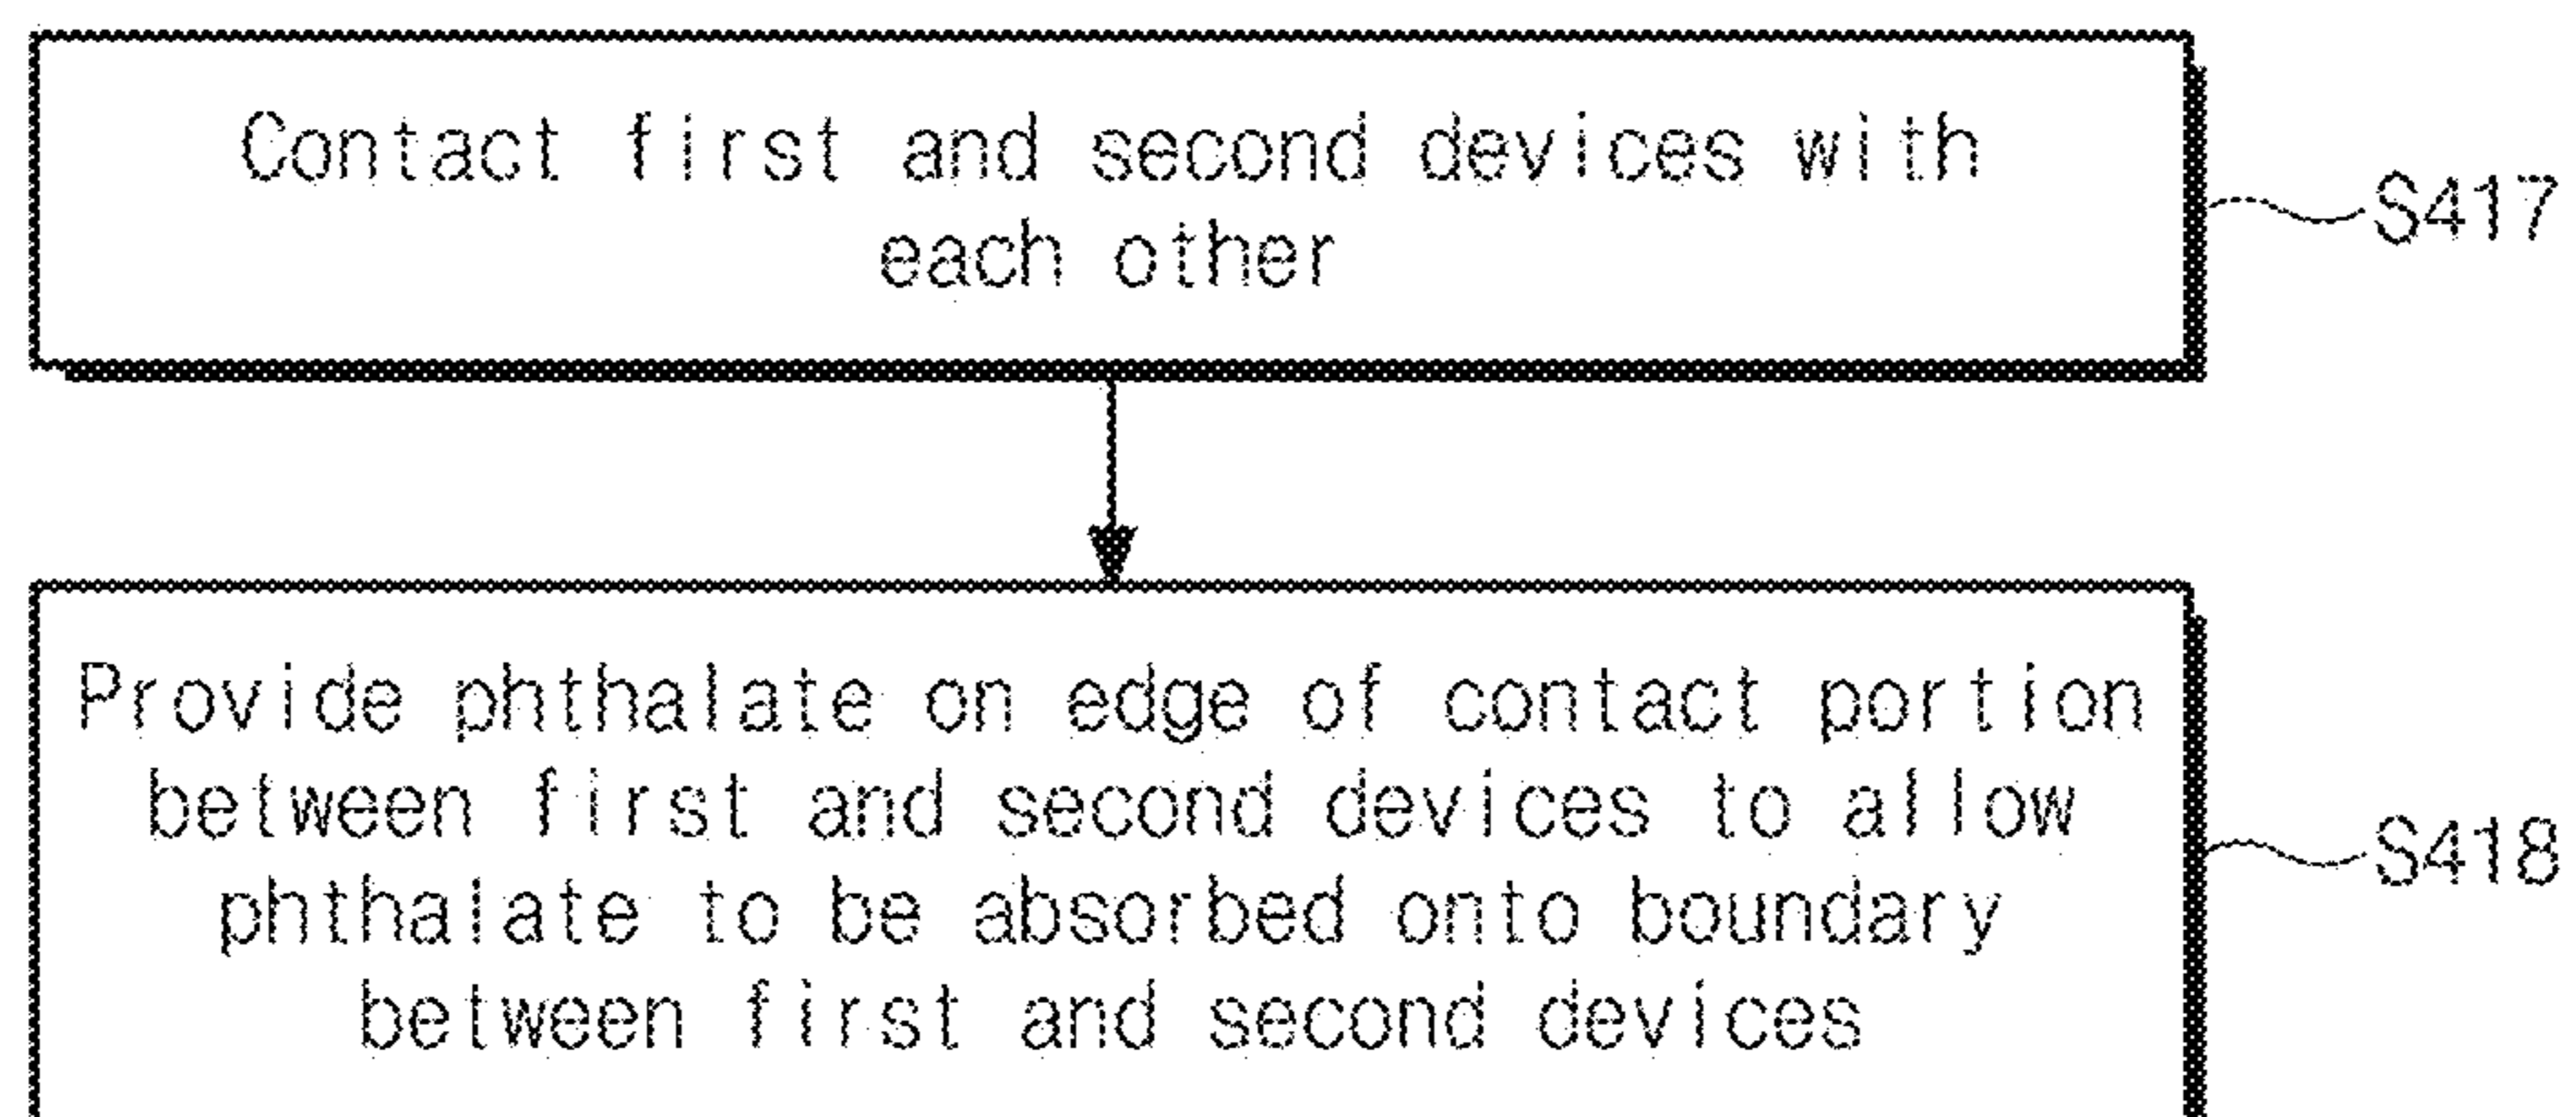 Contact first and second devices with
each other
S417
Provide phthalate on edge of contact portion
between first and second devices to allow
phthalate to be absorbed onto boundary
between first and second devices
S418